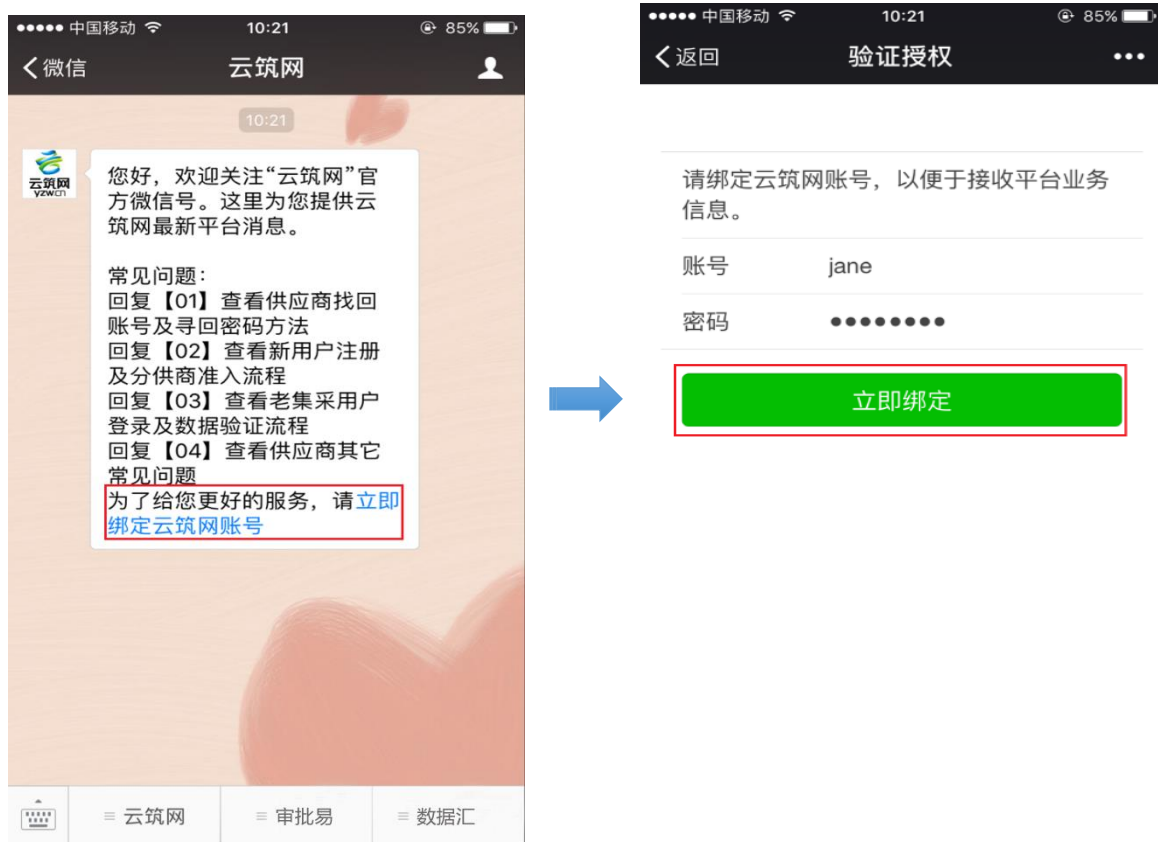 中国移动 10:21 85%
微信 云筑网
10:21
云筑网
yzwcn
您好，欢迎关注“云筑网”官
方微信号。这里为您提供云
筑网最新平台消息。
常见问题：
回复【01】查看供应商找回
账号及寻回密码方法
回复【02】查看新用户注册
及分供商准入流程
回复【03】查看老集采用户
登录及数据验证流程
回复【04】查看供应商其它
常见问题
为了给您更好的服务，请立即
绑定云筑网账号
云筑网 审批易 数据汇
中国移动 10:21 85%
返回 验证授权
请绑定云筑网账号，以便于接收平台业务
信息。
账号 jane
密码 ●●●●●●●●
立即绑定